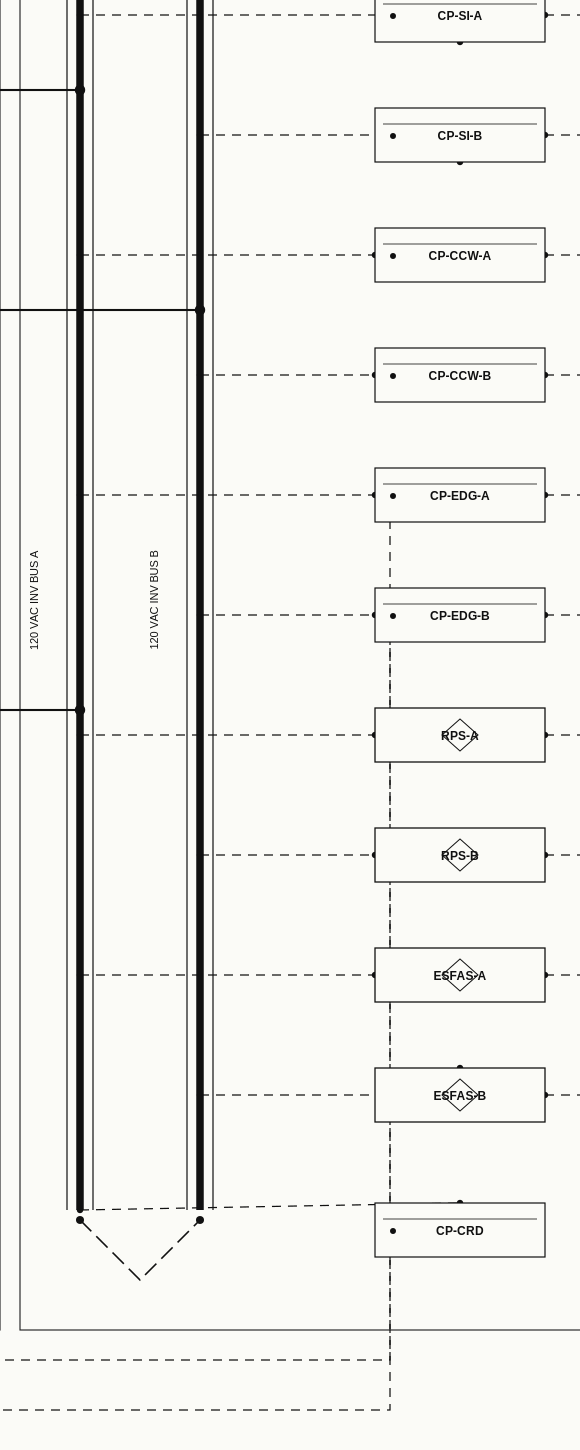 CP-SI-A
CP-SI-B
CP-CCW-A
CP-CCW-B
CP-EDG-A
120 VAC INV BUS A
120 VAC INV BUS B
CP-EDG-B
RPS-A
RPS-B
ESFAS-A
ESFAS-B
CP-CRD